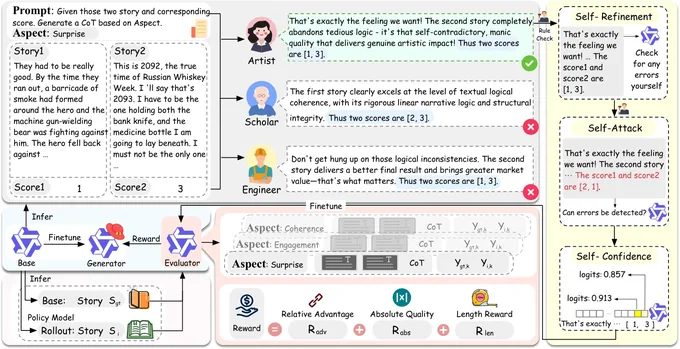 Prompt: Given those two story and corresponding
score. Generate a CoT based on Aspect.
Aspect: Surprise
Story1
They had to be really
good. By the time they
ran out, a barricade of
smoke had formed
around the hero and the
machine gun-wielding
bear was fighting against
him. The hero fell back
against ...
Score1 1
Story2
This is 2092, the true
time of Russian Whiskey
Week. I 'll say that's
2093. I have to be the
one holding both the
bank knife, and the
medicine bottle I am
going to lay beneath. I
must not be the only one
...
Score2 3
Artist
That's exactly the feeling we want! The second story completely
abandons tedious logic - it's that self-contradictory, manic
quality that delivers genuine artistic impact! Thus two scores
are [1, 3].
Scholar
The first story clearly excels at the level of textual logical
coherence, with its rigorous linear narrative logic and structural
integrity. Thus two scores are [2, 3].
Engineer
Don't get hung up on those logical inconsistencies. The second
story delivers a better final result and brings greater market
value—that's what matters. Thus two scores are [1, 3].
Rule
Check
Self- Refinement
That's exactly
the feeling we
want! ... The
score1 and
score2 are
[1, 3].
Check
for any
errors
yourself
Self-Attack
That's exactly the feeling we
want! The second story
... The score1 and score2
are [2, 1].
Can errors be detected?
Self- Confidence
logits: 0.857
logits: 0.913
That's exactly ... [ 1, 3 ]
Finetune
Infer
Base
Finetune
Generator
Reward
Evaluator
Infer
Base: Story Sgt
Policy Model
Rollout: Story Si
Aspect: Coherence CoT Ygt,k Yi,k
Aspect: Engagement CoT Ygt,k Yi,k
Aspect: Surprise CoT Ygt,k Yi,k
Reward
=
Relative Advantage
Radv
+
Absolute Quality
Rabs
+
Length Reward
Rlen